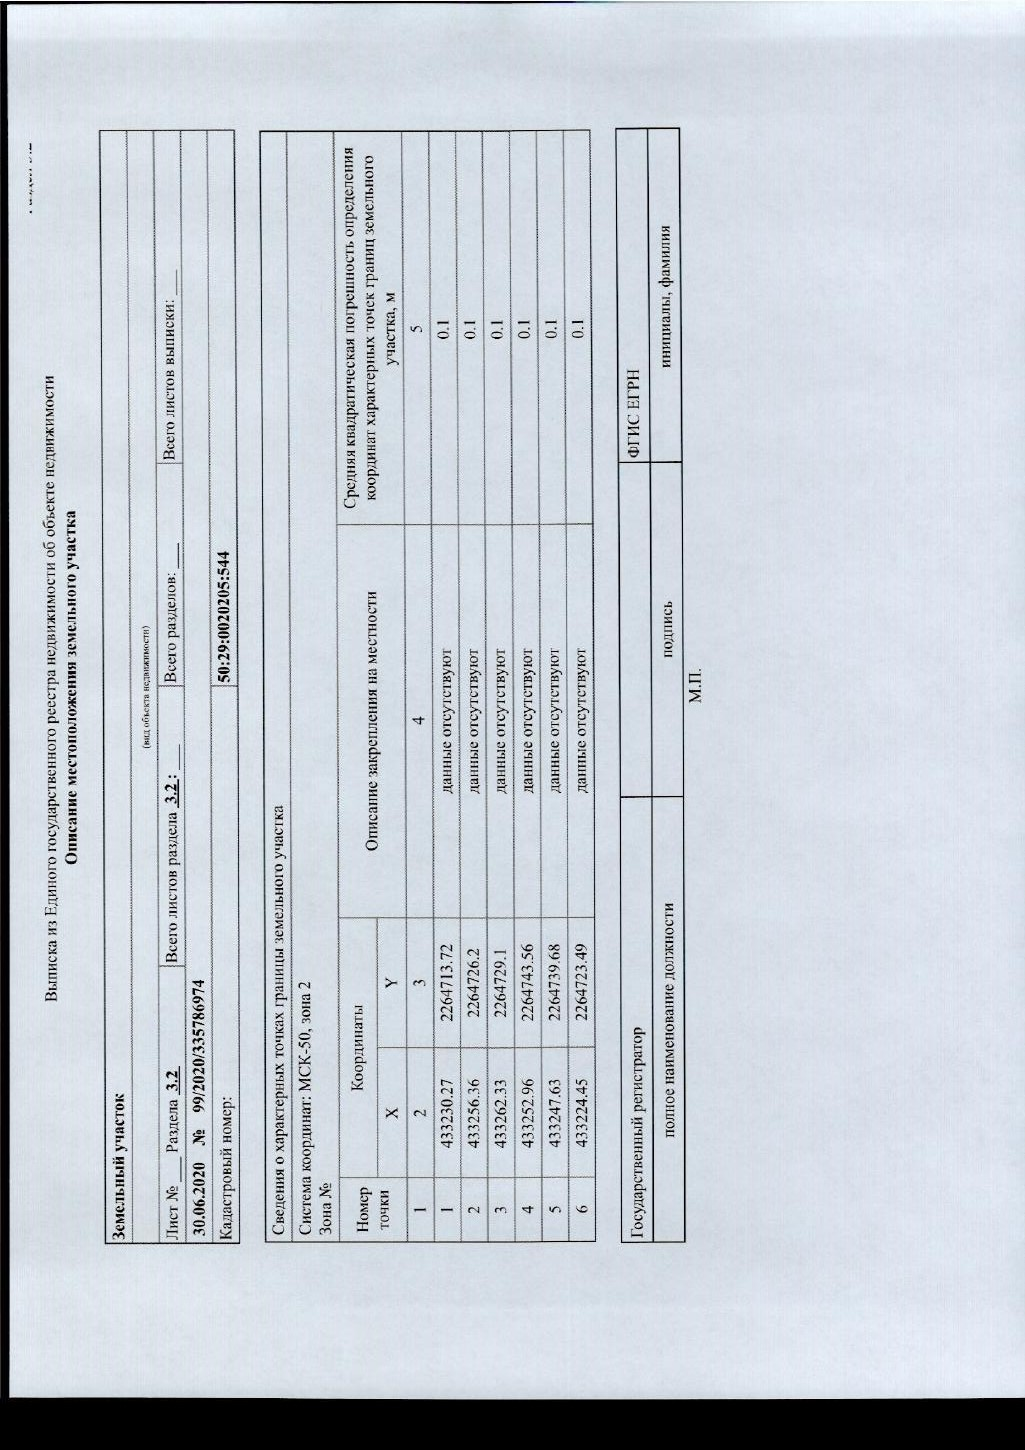 Выписка из Единого государственного реестра недвижимости об объекте недвижимости
Описание местоположения земельного участка
Земельный участок
(вид объекта недвижимости)
Лист № ___ Раздела 3.2 Всего листов раздела 3.2 : ___ Всего разделов: ___ Всего листов выписки: ___
30.06.2020 № 99/2020/335786974
Кадастровый номер: 50:29:0020205:544
Сведения о характерных точках границы земельного участка
Система координат: МСК-50, зона 2
Зона №
Номер точки Координаты Описание закрепления на местности Средняя квадратическая погрешность определения координат характерных точек границ земельного участка, м
X Y
1 2 3 4 5
1 433230.27 2264713.72 данные отсутствуют 0.1
2 433256.36 2264726.2 данные отсутствуют 0.1
3 433262.33 2264729.1 данные отсутствуют 0.1
4 433252.96 2264743.56 данные отсутствуют 0.1
5 433247.63 2264739.68 данные отсутствуют 0.1
6 433224.45 2264723.49 данные отсутствуют 0.1
Государственный регистратор ФГИС ЕГРН
полное наименование должности подпись инициалы, фамилия
М.П.